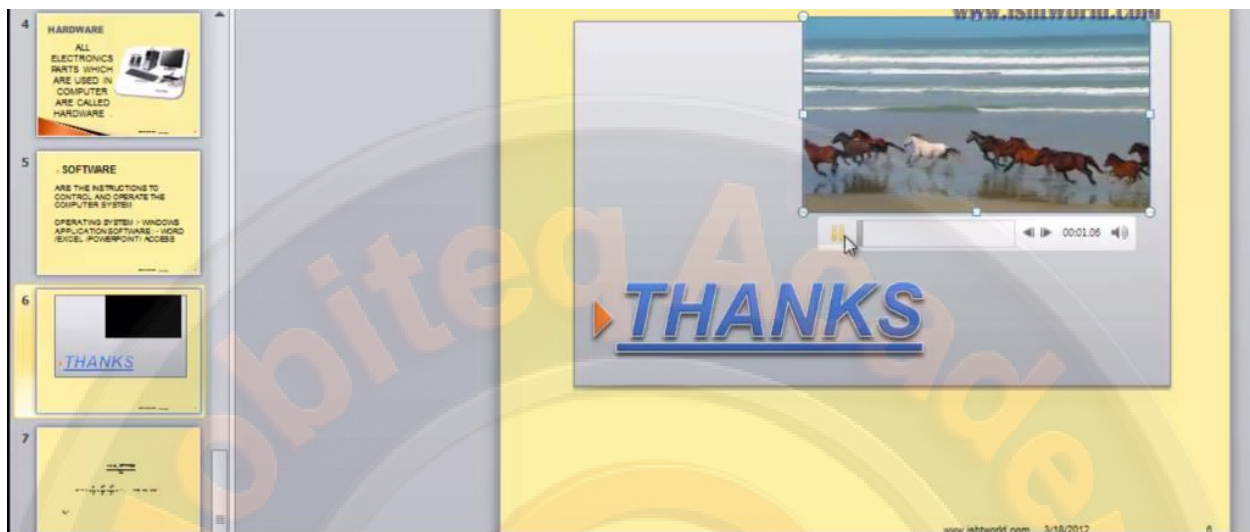 4
HARDWARE
ALL
ELECTRONICS
PARTS WHICH
ARE USED IN
COMPUTER
ARE CALLED
HARDWARE .
5
SOFTWARE
ARE THE INSTRUCTIONS TO
CONTROL AND OPERATE THE
COMPUTER SYSTEM
OPERATING SYSTEM :- WINDOWS
APPLICATION SOFTWARE : - WORD
/EXCEL /POWERPOINT/ ACCESS
6
THANKS
7
www.ishtworld.com
00:01.06
THANKS
www.ishtworld.com 3/18/2012 6